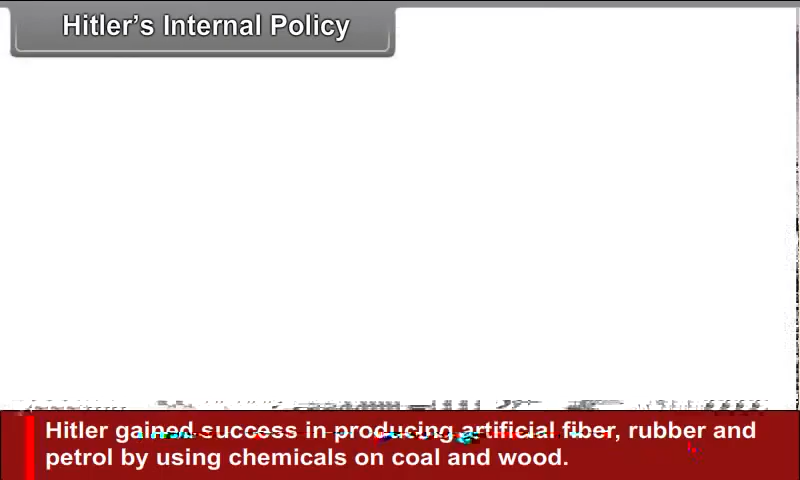 Hitler's Internal Policy
Hitler gained success in producing artificial fiber, rubber and
petrol by using chemicals on coal and wood.